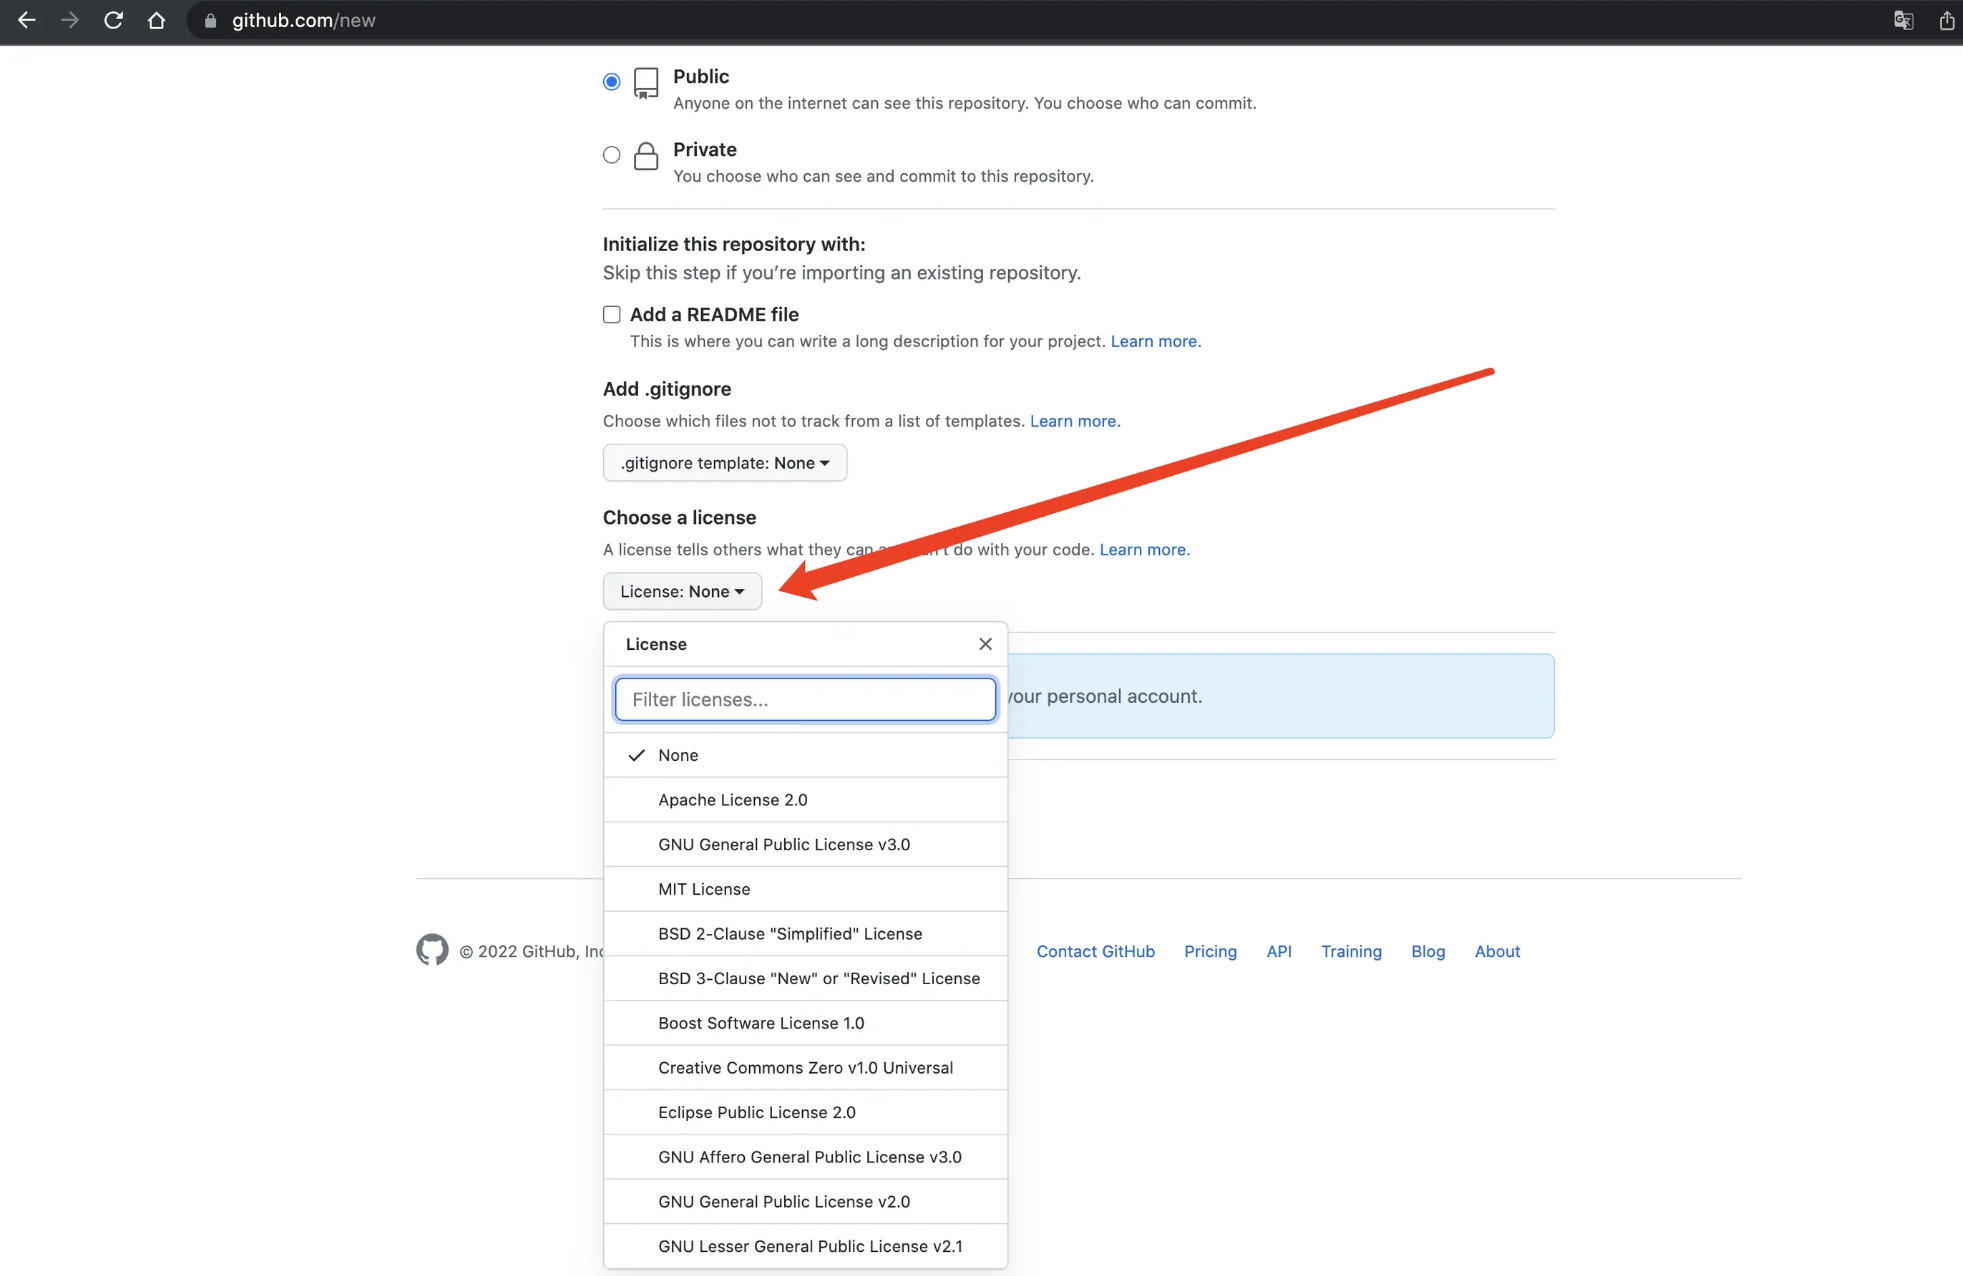 github.com/new
Public
Anyone on the internet can see this repository. You choose who can commit.
Private
You choose who can see and commit to this repository.
Initialize this repository with:
Skip this step if you’re importing an existing repository.
Add a README file
This is where you can write a long description for your project. Learn more.
Add .gitignore
Choose which files not to track from a list of templates. Learn more.
.gitignore template: None
Choose a license
A license tells others what they can do with your code. Learn more.
License: None
License
Filter licenses...
your personal account.
None
Apache License 2.0
GNU General Public License v3.0
MIT License
BSD 2-Clause "Simplified" License
BSD 3-Clause "New" or "Revised" License
Boost Software License 1.0
Creative Commons Zero v1.0 Universal
Eclipse Public License 2.0
GNU Affero General Public License v3.0
GNU General Public License v2.0
GNU Lesser General Public License v2.1
© 2022 GitHub, Inc
Contact GitHub Pricing API Training Blog About